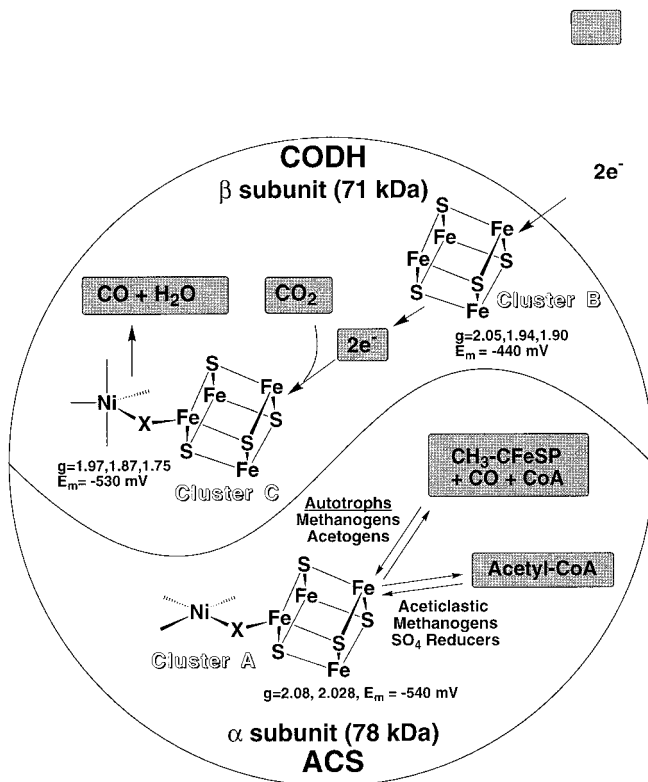 CODH
β subunit (71 kDa)
2e⁻
S
Fe
Fe
Fe
S
S
S
Fe
Cluster B
g=2.05,1.94,1.90
Eₘ = -440 mV
CO + H₂O
CO₂
2e⁻
Ni
X
S
Fe
Fe
Fe
S
S
S
Fe
g=1.97,1.87,1.75
Eₘ= -530 mV
Cluster C
CH₃-CFeSP
+ CO + CoA
Autotrophs
Methanogens
Acetogens
Acetyl-CoA
Aceticlastic
Methanogens
SO₄ Reducers
Ni
X
S
Fe
Fe
Fe
S
S
S
Fe
Cluster A
g=2.08, 2.028, Eₘ = -540 mV
α subunit (78 kDa)
ACS